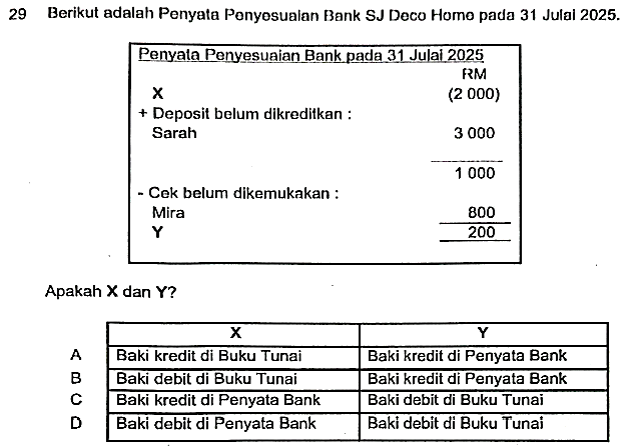 29 Berikut adalah Penyata Penyesuaian Bank SJ Deco Home pada 31 Julai 2025.
Penyata Penyesuaian Bank pada 31 Julai 2025
RM
X (2 000)
+ Deposit belum dikreditkan :
Sarah 3 000
1 000
- Cek belum dikemukakan :
Mira 800
Y 200
Apakah X dan Y?
X Y
A Baki kredit di Buku Tunai Baki kredit di Penyata Bank
B Baki debit di Buku Tunai Baki kredit di Penyata Bank
C Baki kredit di Penyata Bank Baki debit di Buku Tunai
D Baki debit di Penyata Bank Baki debit di Buku Tunai